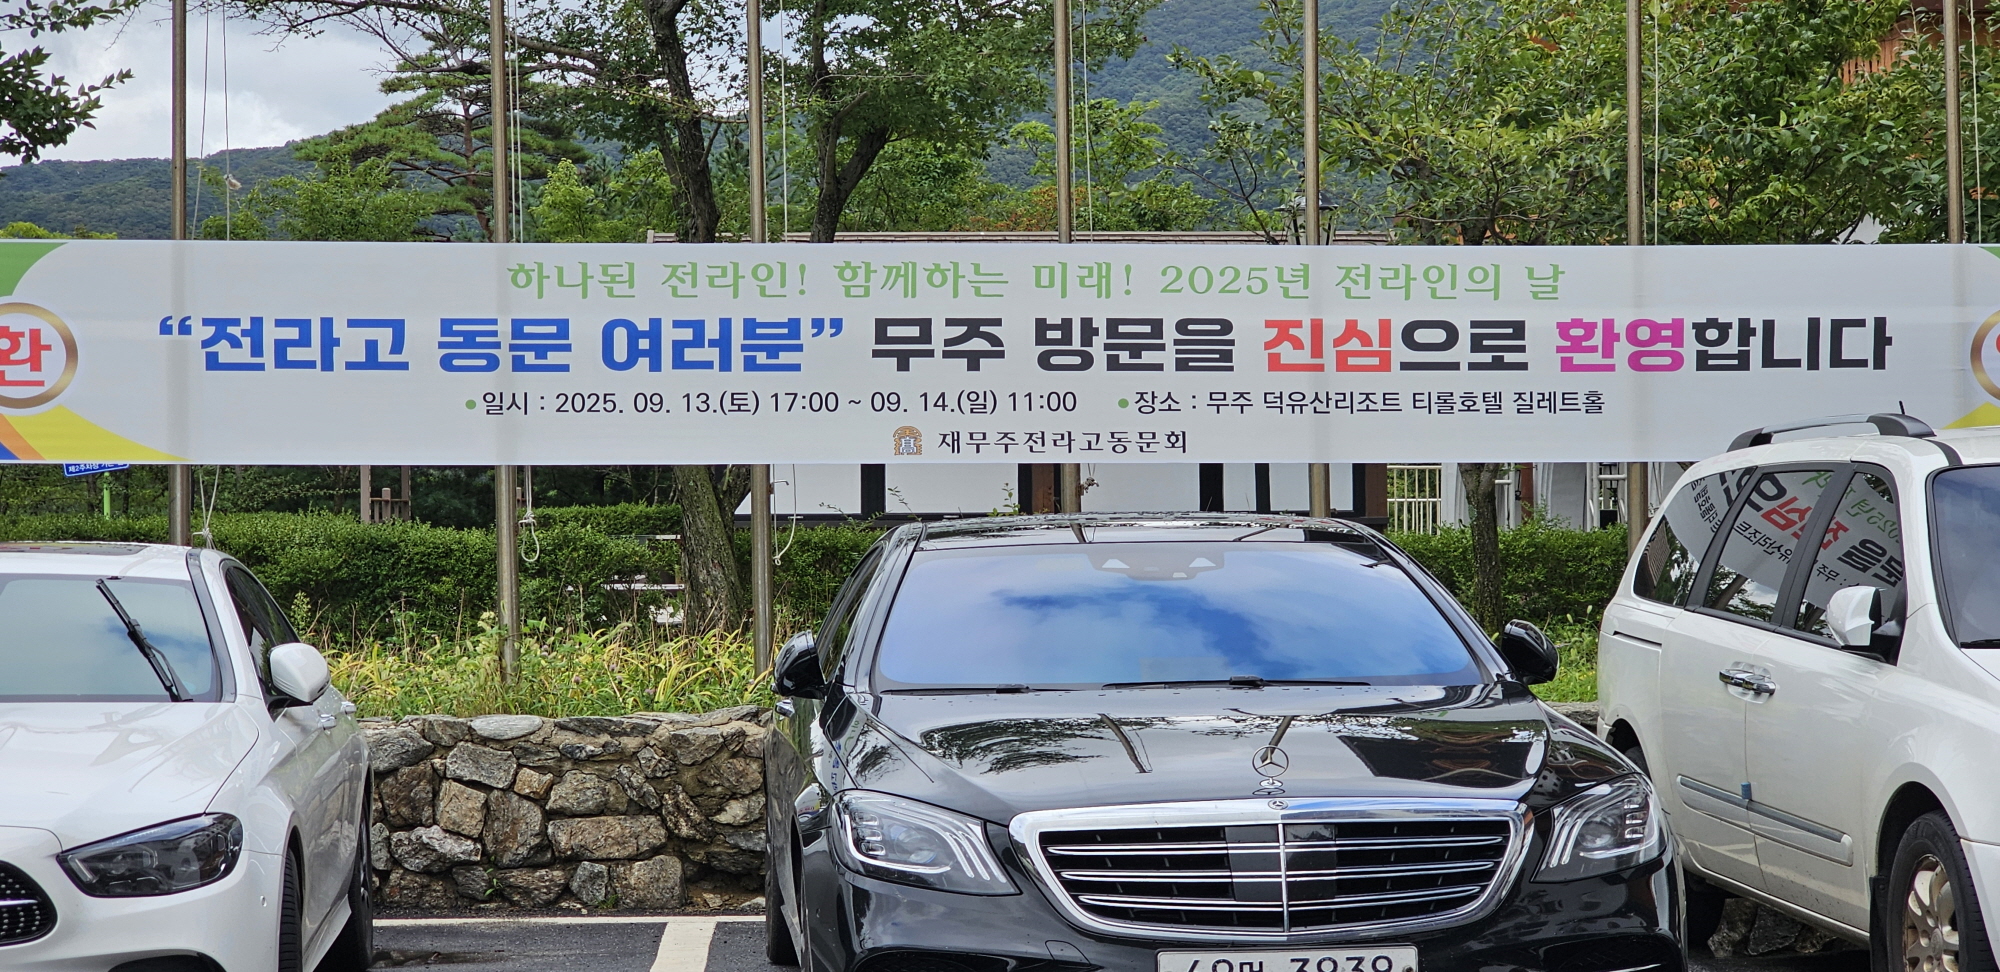 하나된 전라인! 함께하는 미래! 2025년 전라인의 날
환
“전라고 동문 여러분” 무주 방문을 진심으로 환영합니다
•일시 : 2025. 09. 13.(토) 17:00 ~ 09. 14.(일) 11:00 •장소 : 무주 덕유산리조트 티롤호텔 질레트홀
高 재무주전라고동문회
3939